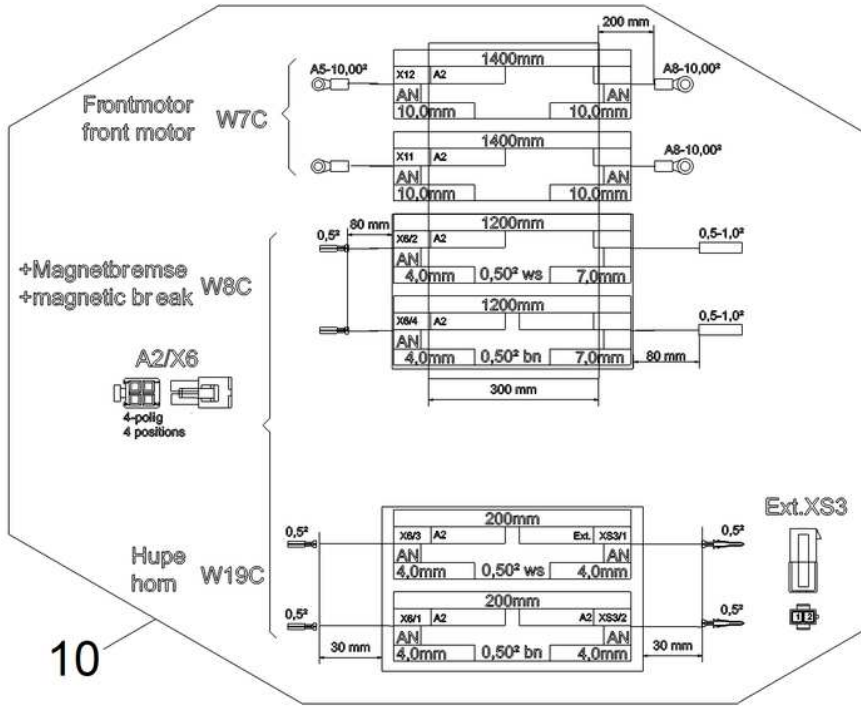 200 mm
1400mm
A5-10,00² X12 A2 A8-10,00²
AN AN
10,0mm 10,0mm
Frontmotor
front motor
W7C
1400mm
X11 A2 A8-10,00²
AN AN
10,0mm 10,0mm
80 mm
1200mm
0,5² X6/2 A2 0,5-1,0²
AN
4,0mm 0,50² ws 7,0mm
+Magnetbremse
+magnetic break
W8C
1200mm
X6/4 A2 0,5-1,0²
AN
4,0mm 0,50² bn 7,0mm
80 mm
A2/X6
4-polig
4 positions
300 mm
200mm
0,5² X6/3 A2 Ext. XS3/1 0,5²
AN AN
4,0mm 0,50² ws 4,0mm
Ext.XS3
1 2
Hupe
horn
W19C
200mm
0,5² X6/1 A2 A2 XS3/2 0,5²
AN AN
4,0mm 0,50² bn 4,0mm
30 mm 30 mm
10